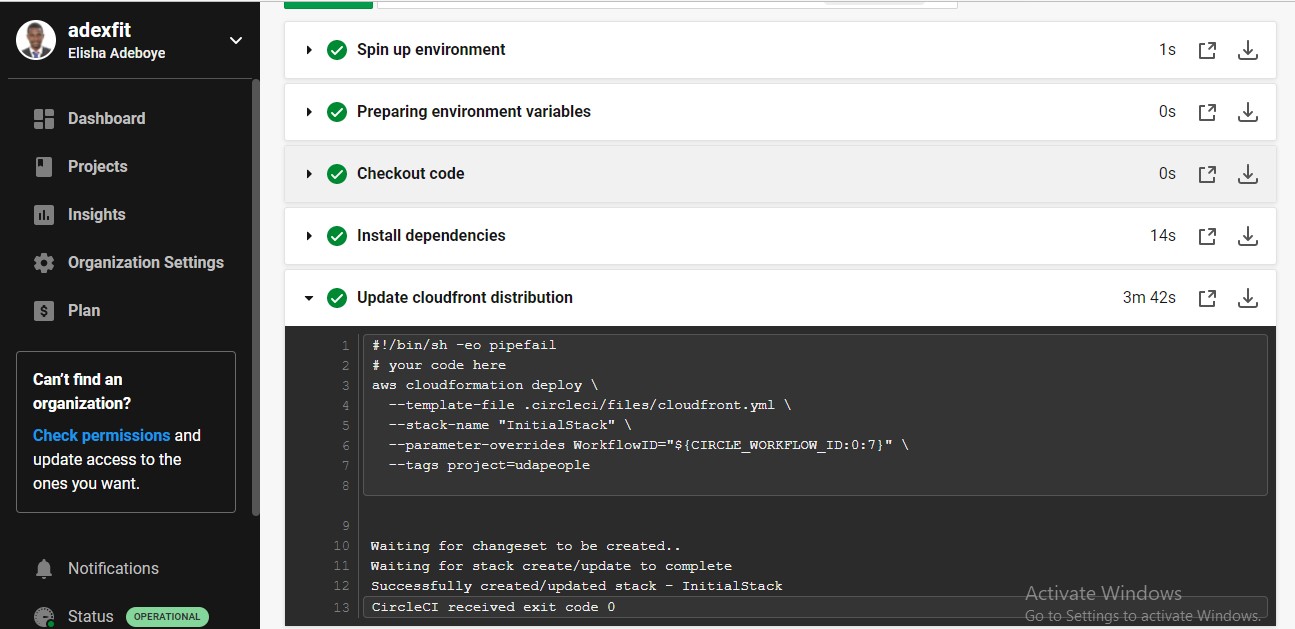 adexfit
Elisha Adeboye
Dashboard
Projects
Insights
Organization Settings
Plan
Can't find an
organization?
Check permissions and
update access to the
ones you want.
Notifications
Status OPERATIONAL
Spin up environment 1s
Preparing environment variables 0s
Checkout code 0s
Install dependencies 14s
Update cloudfront distribution 3m 42s
1 #!/bin/sh -eo pipefail
2 # your code here
3 aws cloudformation deploy \
4 --template-file .circleci/files/cloudfront.yml \
5 --stack-name "InitialStack" \
6 --parameter-overrides WorkflowID="${CIRCLE_WORKFLOW_ID:0:7}" \
7 --tags project=udapeople
8
9
10 Waiting for changeset to be created..
11 Waiting for stack create/update to complete
12 Successfully created/updated stack - InitialStack
13 CircleCI received exit code 0
Activate Windows
Go to Settings to activate Windows.